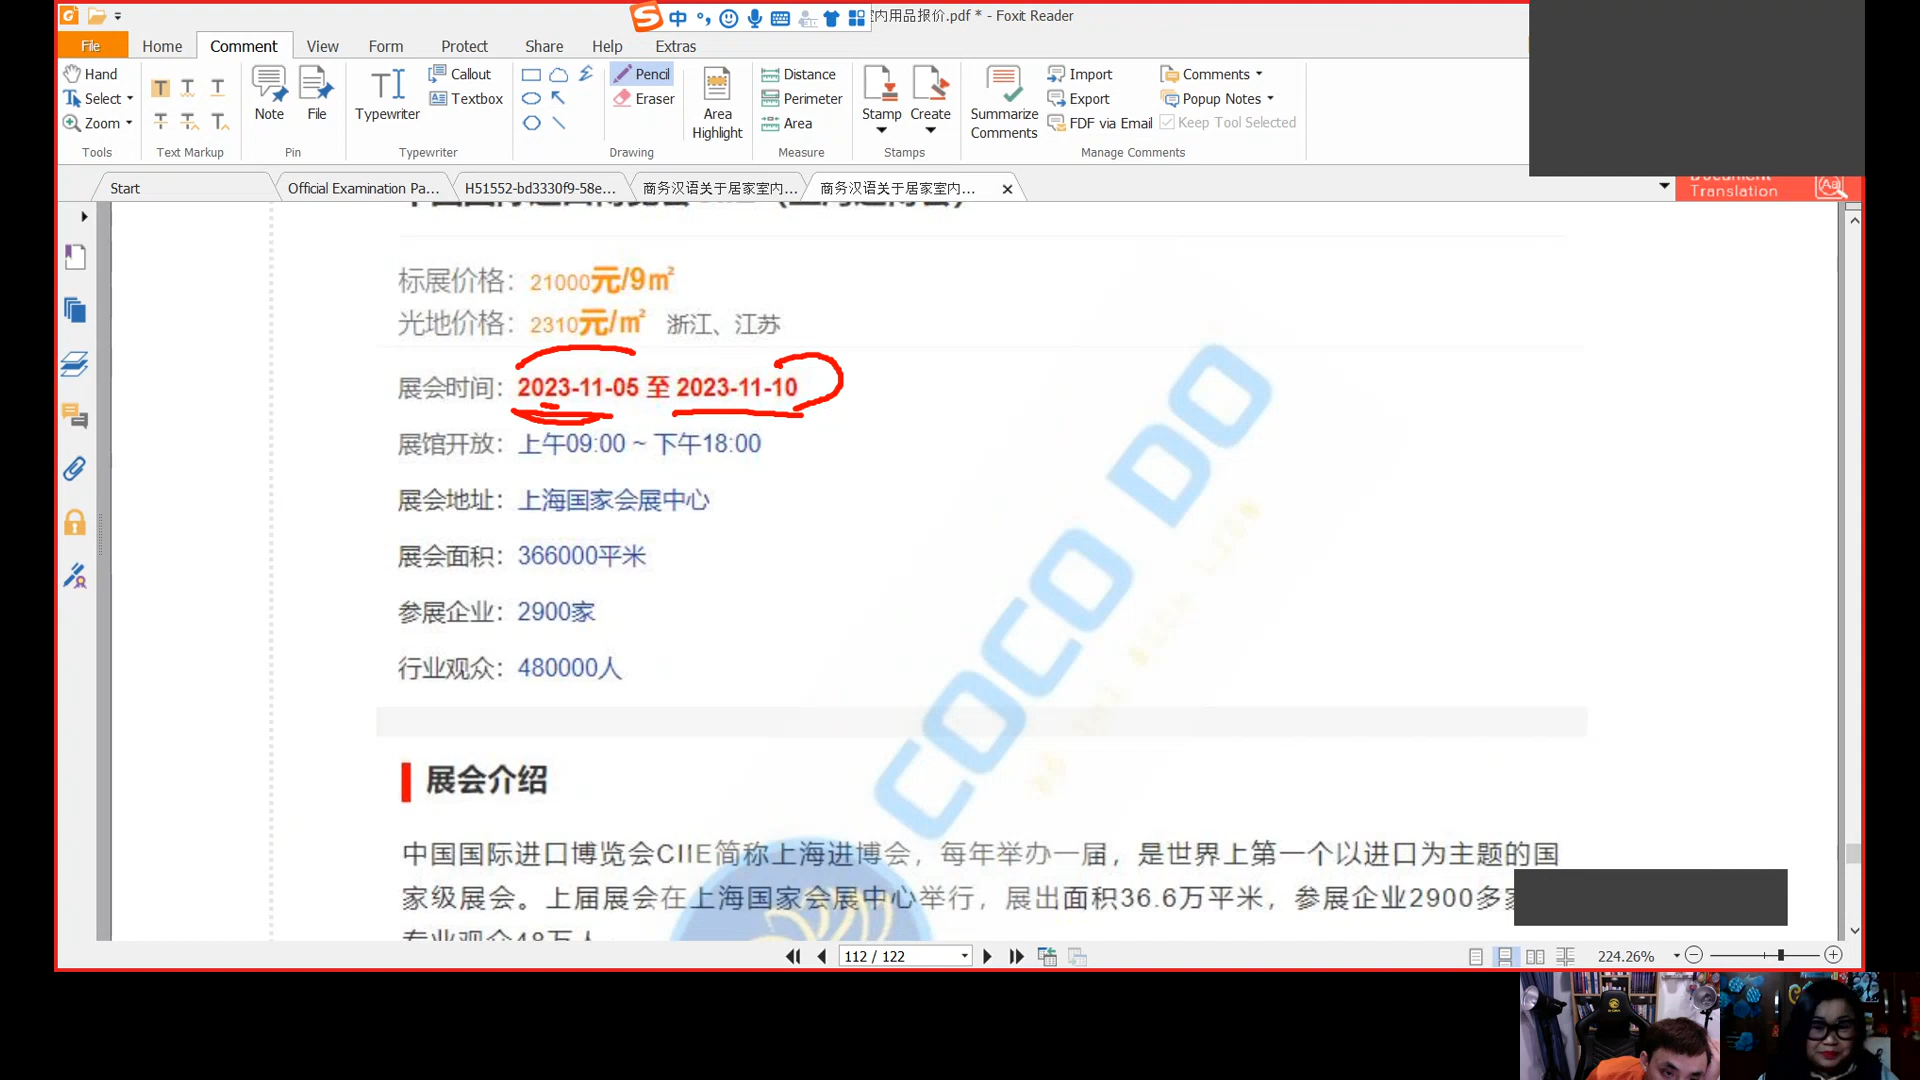 室内用品报价.pdf * - Foxit Reader
中
File Home Comment View Form Protect Share Help Extras
Hand
Select
Zoom
Tools
Text Markup
Note
File
Pin
Typewriter
Typewriter
Callout
Textbox
Pencil
Eraser
Area Highlight
Drawing
Distance
Perimeter
Area
Measure
Stamp
Create
Stamps
Summarize Comments
Import
Export
FDF via Email
Comments
Popup Notes
Keep Tool Selected
Manage Comments
Start
Official Examination Pa...
H51552-bd3330f9-58e...
商务汉语关于居家室内...
商务汉语关于居家室内...
Document
Translation
标展价格：21000元/9㎡
光地价格：2310元/㎡ 浙江、江苏
展会时间：2023-11-05 至 2023-11-10
展馆开放：上午09:00 ~ 下午18:00
展会地址：上海国家会展中心
展会面积：366000平米
参展企业：2900家
行业观众：480000人
COCO DO
展会介绍
中国国际进口博览会CIIE简称上海进博会，每年举办一届，是世界上第一个以进口为主题的国
家级展会。上届展会在上海国家会展中心举行，展出面积36.6万平米，参展企业2900多家
专业观众48万人
112 / 122
224.26%